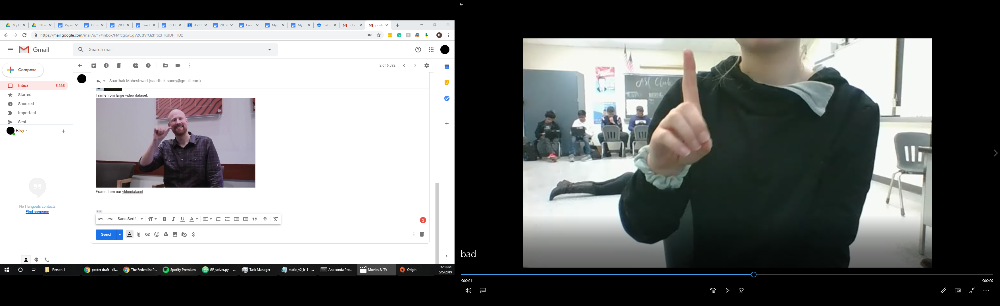 My D
Othe
Pape
Lit R
S/R F
Guid
RILEY
AP U
2019
Civic
My C
My F
Setti
Inbo
post
https://mail.google.com/mail/u/1/#inbox/FMfcgxwCgVZCtfVrQZhrbzHlKdDFTTDz
R
Gmail
Search mail
Compose
2 of 6,592
31
Inbox 5,385
Starred
Snoozed
Important
Sent
Riley
No Hangouts contacts
Find someone
Saarthak Maheshwari (saarthak.sunny@gmail.com)
Frame from large video dataset:
Frame from our videodataset:
Sans Serif
1
Send
Person 1
poster draft - ril...
The Federalist P...
Spotify Premium
GF_solver.py —...
Task Manager
static_v2_lr-1 - ...
Anaconda Pro...
Movies & TV
Origin
5:28 PM
5/5/2019
ASL Club
bad
0:00:01
0:00:00
10
30